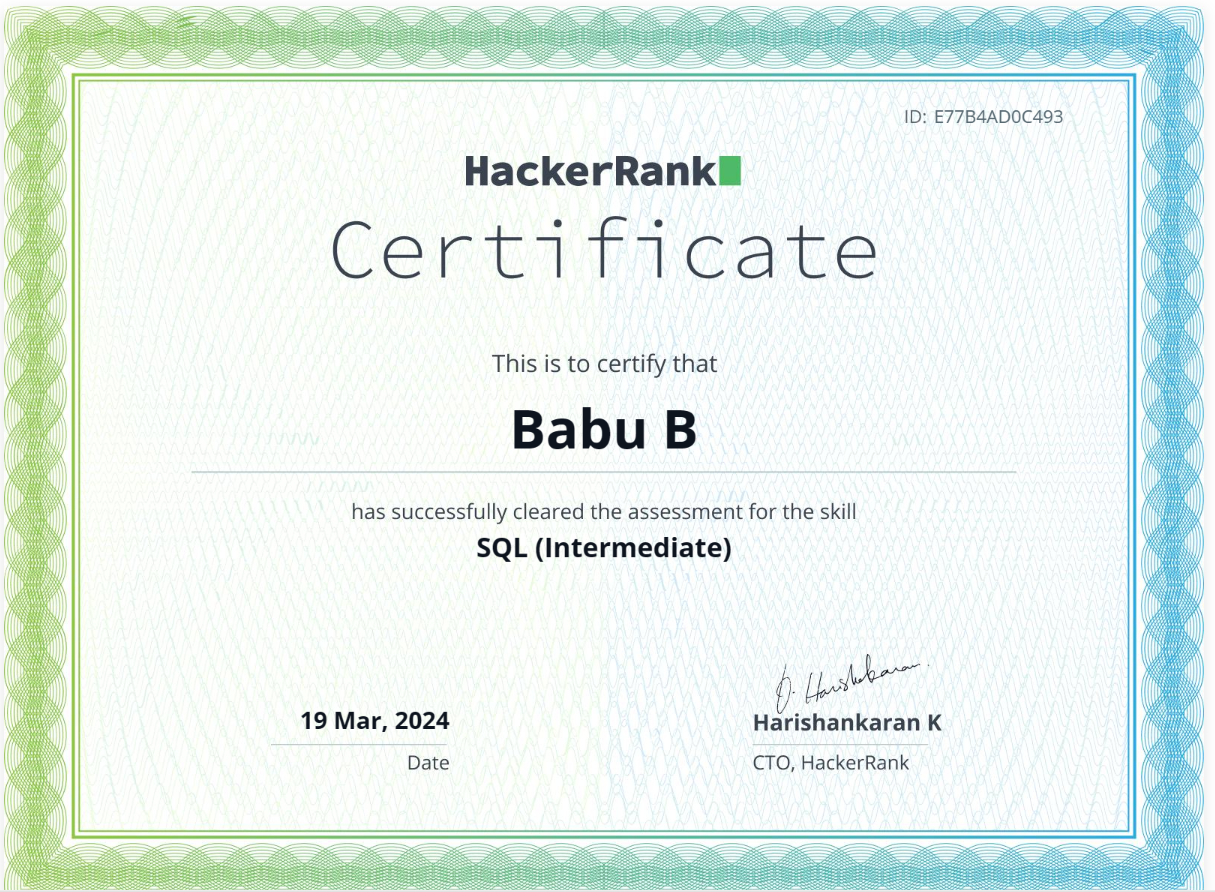 ID: E77B4AD0C493
HackerRank
Certificate
This is to certify that
Babu B
has successfully cleared the assessment for the skill
SQL (Intermediate)
19 Mar, 2024
Date
Harishankaran K
CTO, HackerRank